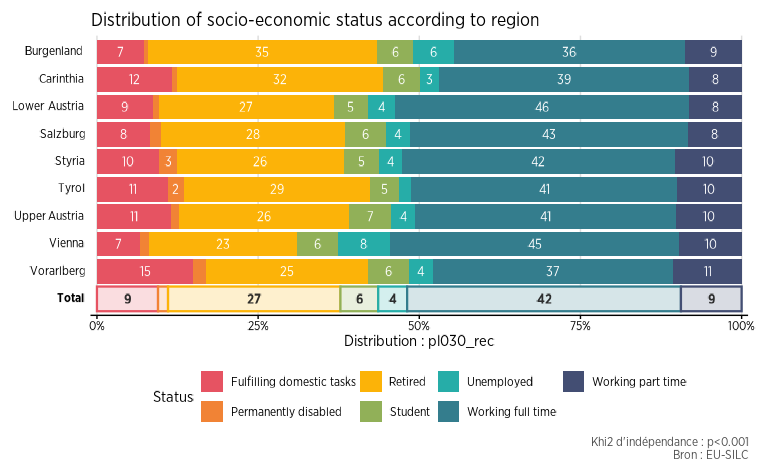 Distribution of socio-economic status according to region
Burgenland 7 35 6 6 36 9
Carinthia 12 32 6 3 39 8
Lower Austria 9 27 5 4 46 8
Salzburg 8 28 6 4 43 8
Styria 10 3 26 5 4 42 10
Tyrol 11 2 29 5 41 10
Upper Austria 11 26 7 4 41 10
Vienna 7 23 6 8 45 10
Vorarlberg 15 25 6 4 37 11
Total 9 27 6 4 42 9
0% 25% 50% 75% 100%
Distribution : pl030_rec
Status
Fulfilling domestic tasks Retired Unemployed Working part time
Permanently disabled Student Working full time
Khi2 d'indépendance : p<0.001
Bron : EU-SILC